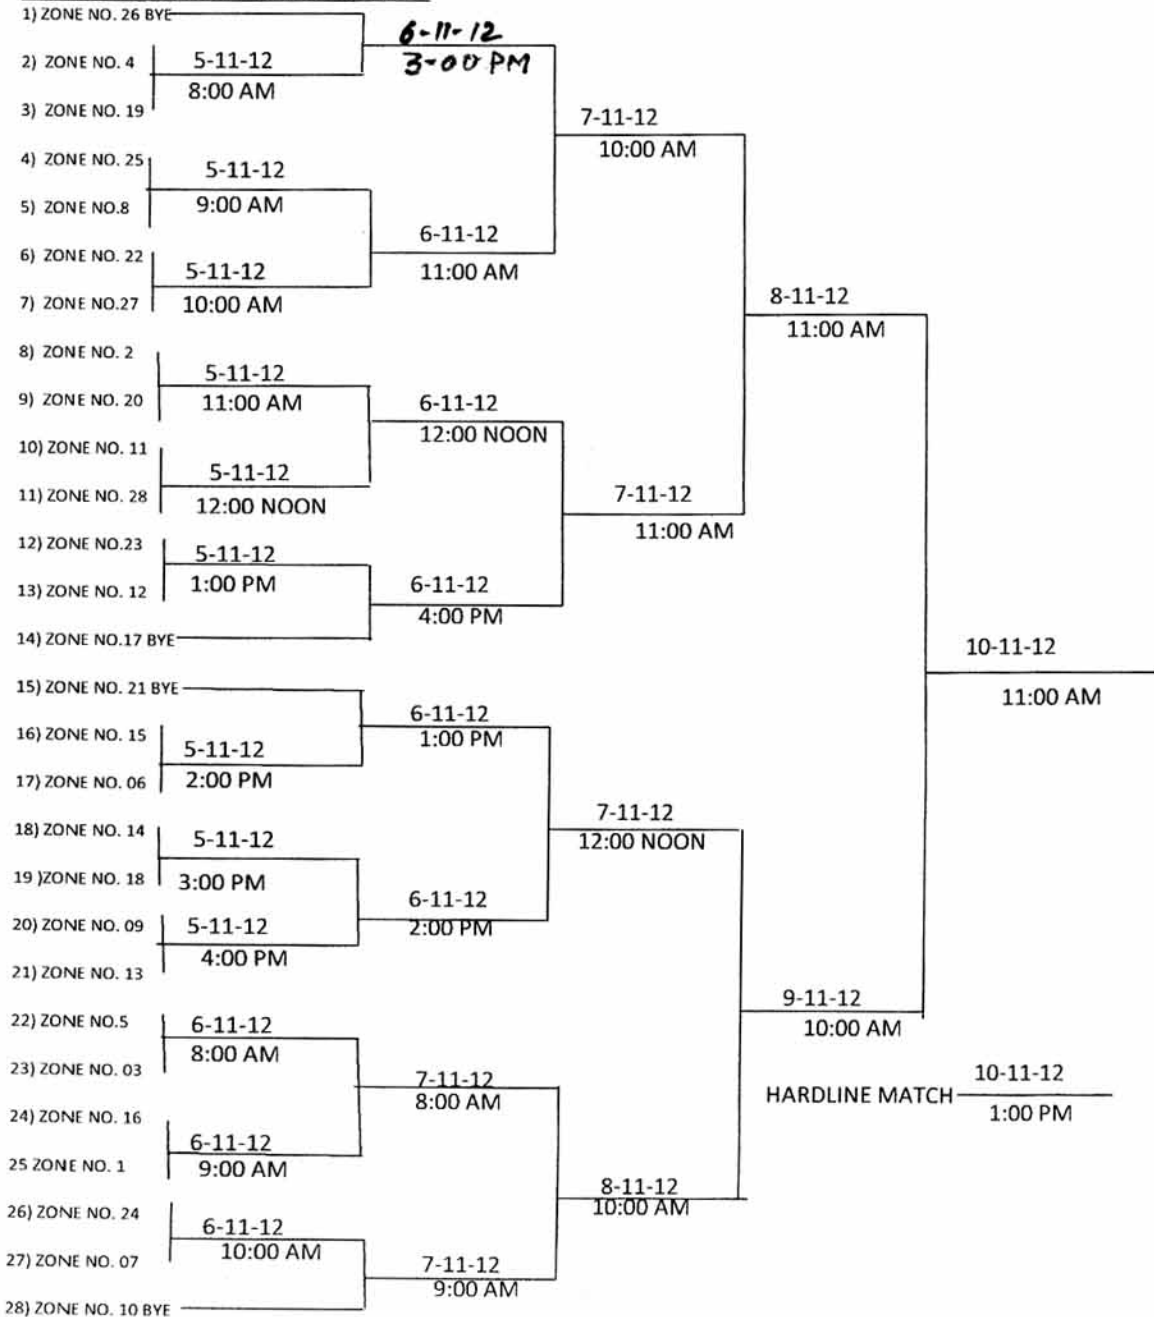 1) ZONE NO. 26 BYE
6-11-12
3-00 PM
2) ZONE NO. 4
5-11-12
8:00 AM
3) ZONE NO. 19
7-11-12
10:00 AM
4) ZONE NO. 25
5-11-12
9:00 AM
5) ZONE NO.8
6-11-12
11:00 AM
6) ZONE NO. 22
5-11-12
10:00 AM
7) ZONE NO.27
8-11-12
11:00 AM
8) ZONE NO. 2
5-11-12
11:00 AM
9) ZONE NO. 20
6-11-12
12:00 NOON
10) ZONE NO. 11
5-11-12
12:00 NOON
11) ZONE NO. 28
7-11-12
11:00 AM
12) ZONE NO.23
5-11-12
1:00 PM
13) ZONE NO. 12
6-11-12
4:00 PM
14) ZONE NO.17 BYE
10-11-12
11:00 AM
15) ZONE NO. 21 BYE
6-11-12
1:00 PM
16) ZONE NO. 15
5-11-12
2:00 PM
17) ZONE NO. 06
7-11-12
12:00 NOON
18) ZONE NO. 14
5-11-12
3:00 PM
19 )ZONE NO. 18
6-11-12
2:00 PM
20) ZONE NO. 09
5-11-12
4:00 PM
21) ZONE NO. 13
9-11-12
10:00 AM
22) ZONE NO.5
6-11-12
8:00 AM
23) ZONE NO. 03
7-11-12
8:00 AM
HARDLINE MATCH
10-11-12
1:00 PM
24) ZONE NO. 16
6-11-12
9:00 AM
25 ZONE NO. 1
8-11-12
10:00 AM
26) ZONE NO. 24
6-11-12
10:00 AM
27) ZONE NO. 07
7-11-12
9:00 AM
28) ZONE NO. 10 BYE